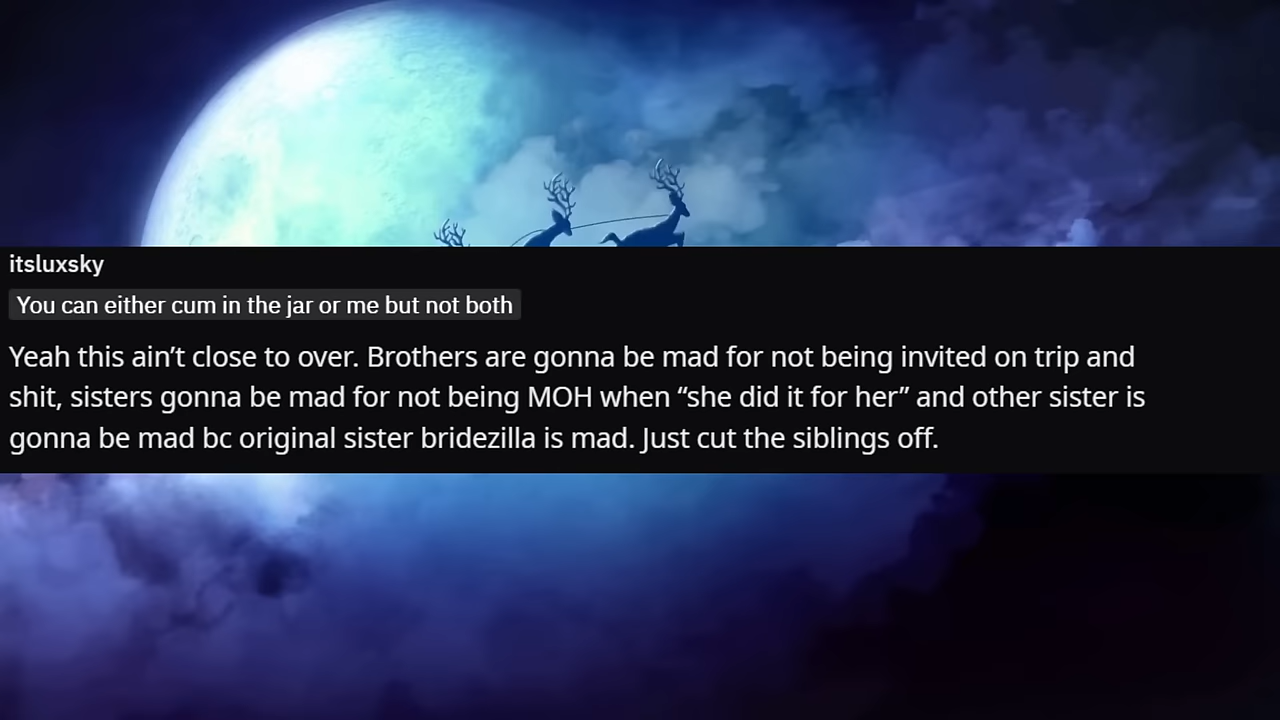 itsluxsky
You can either cum in the jar or me but not both
Yeah this ain’t close to over. Brothers are gonna be mad for not being invited on trip and
shit, sisters gonna be mad for not being MOH when “she did it for her” and other sister is
gonna be mad bc original sister bridezilla is mad. Just cut the siblings off.